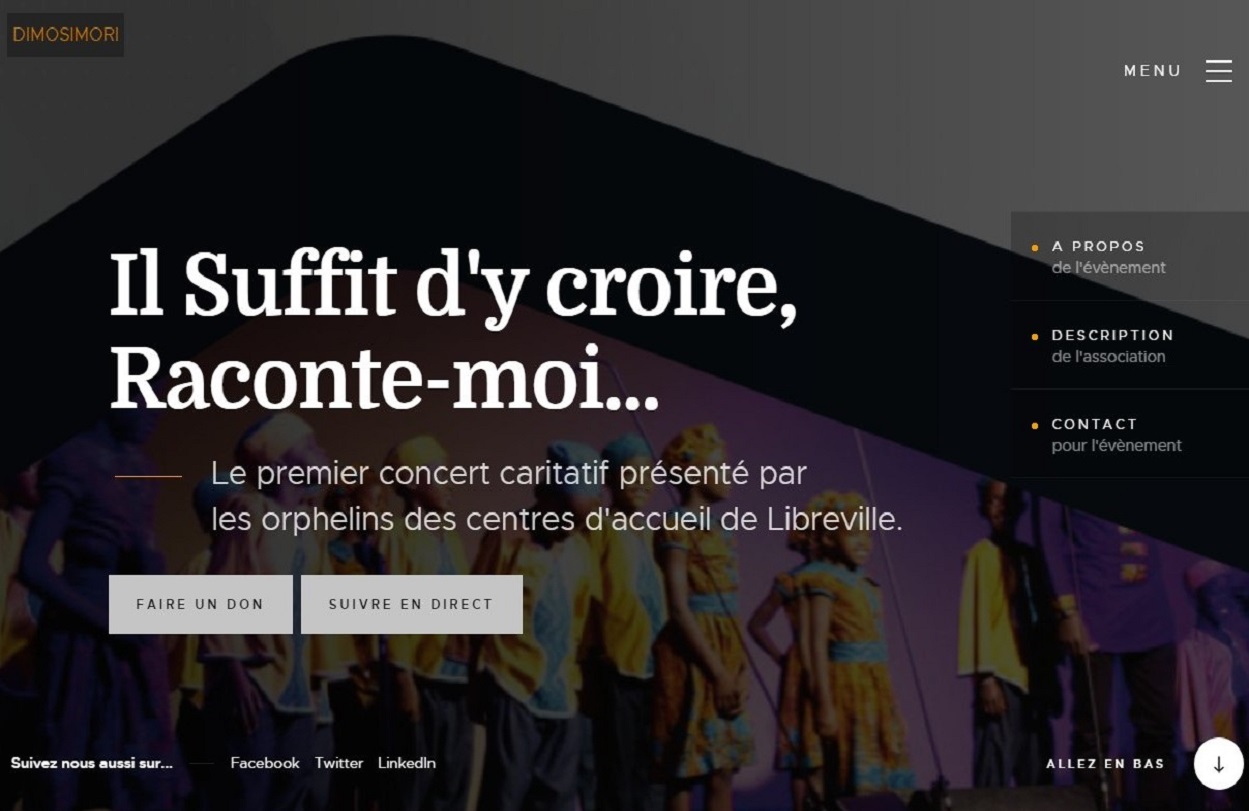 DIMOSIMORI
MENU
Il Suffit d'y croire,
Raconte-moi...
Le premier concert caritatif présenté par
les orphelins des centres d'accueil de Libreville.
FAIRE UN DON
SUIVRE EN DIRECT
A PROPOS
de l'évènement
DESCRIPTION
de l'association
CONTACT
pour l'évènement
Suivez nous aussi sur...
Facebook Twitter LinkedIn
ALLEZ EN BAS